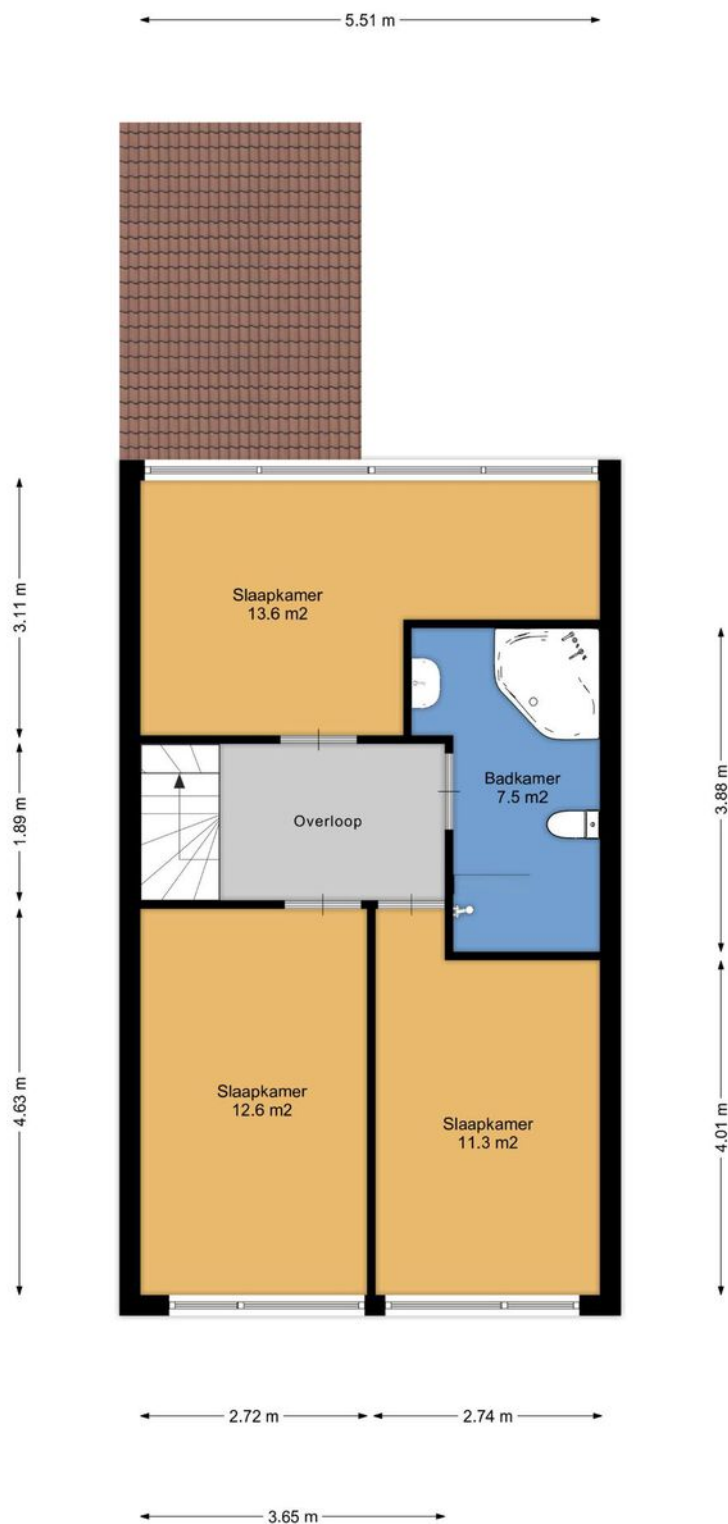 5.51 m
3.11 m
Slaapkamer
13.6 m2
1.89 m
Overloop
Badkamer
7.5 m2
3.88 m
4.63 m
Slaapkamer
12.6 m2
Slaapkamer
11.3 m2
4.01 m
2.72 m
2.74 m
3.65 m